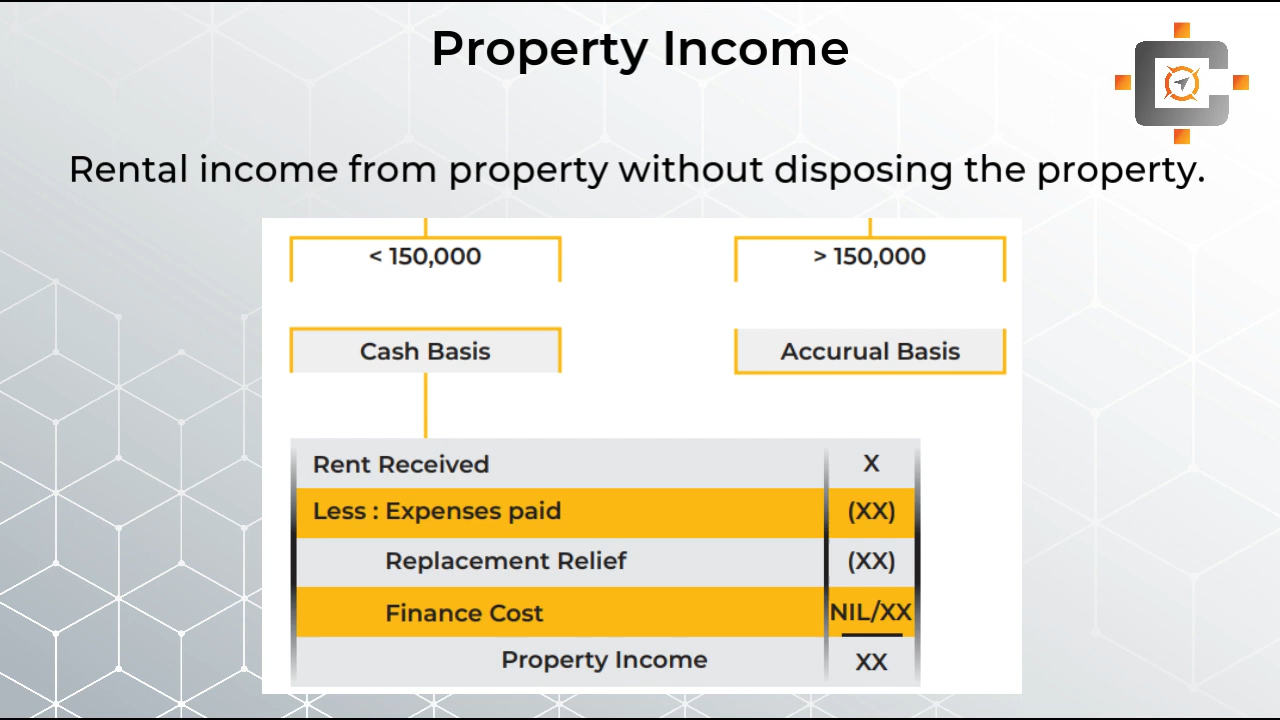 Property Income
Rental income from property without disposing the property.
< 150,000
> 150,000
Cash Basis
Accurual Basis
Rent Received X
Less : Expenses paid (XX)
Replacement Relief (XX)
Finance Cost NIL/XX
Property Income XX